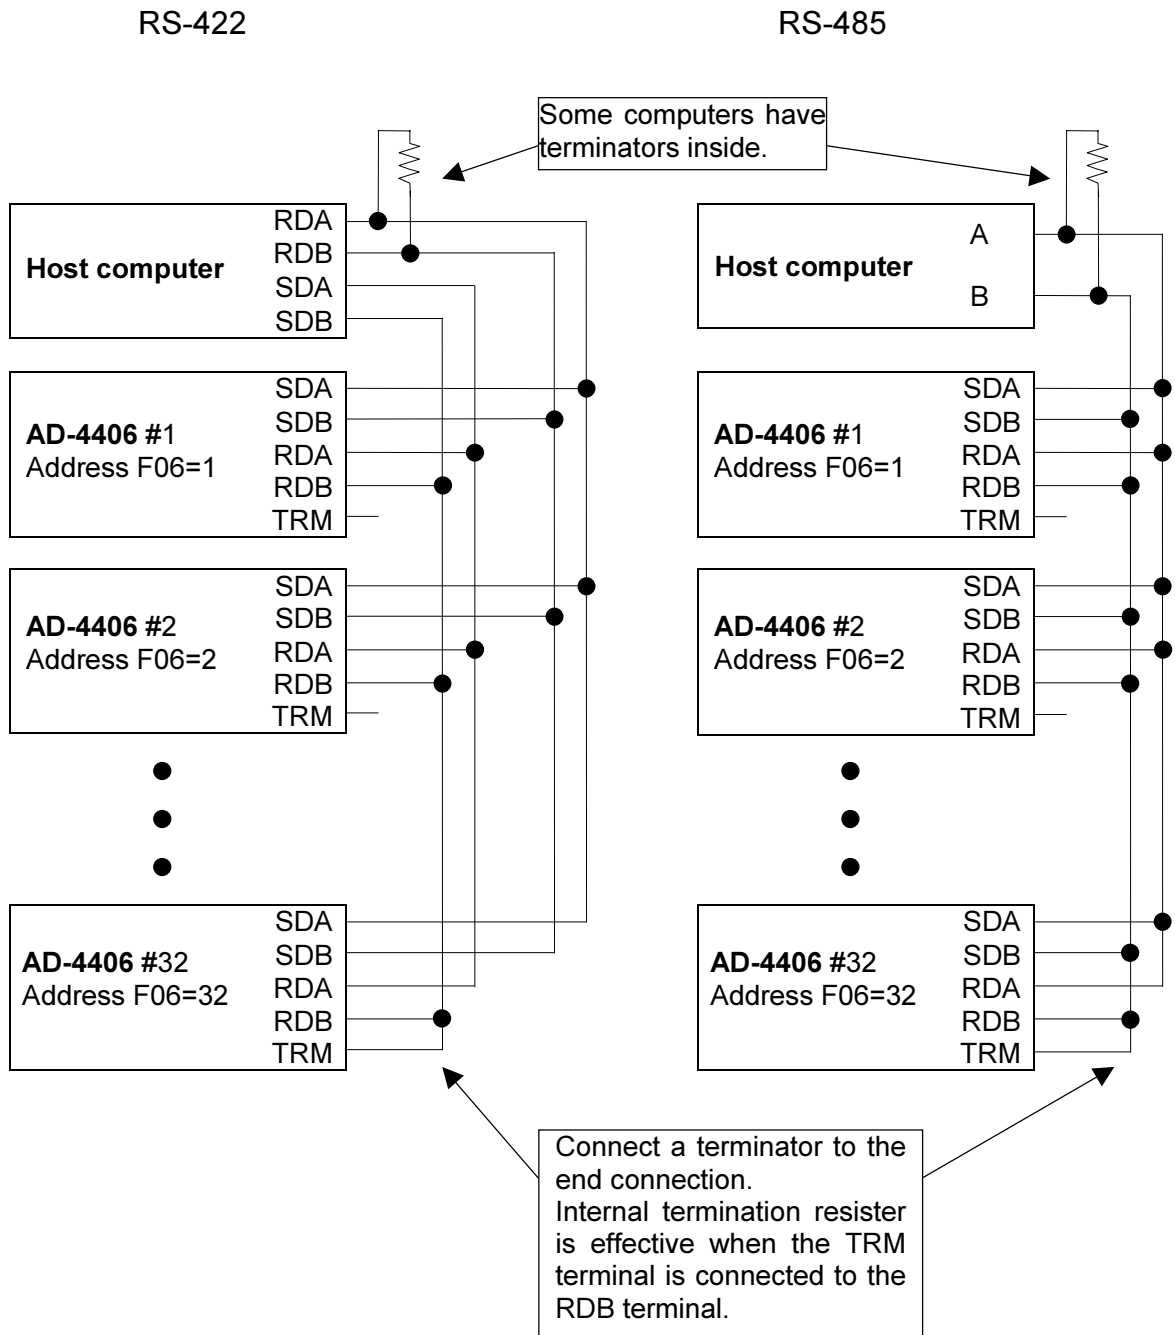 RS-422
RS-485
Some computers have
terminators inside.
Host computer
RDA
RDB
SDA
SDB
AD-4406 #1
Address F06=1
SDA
SDB
RDA
RDB
TRM
AD-4406 #2
Address F06=2
SDA
SDB
RDA
RDB
TRM
AD-4406 #32
Address F06=32
SDA
SDB
RDA
RDB
TRM
Host computer
A
B
AD-4406 #1
Address F06=1
SDA
SDB
RDA
RDB
TRM
AD-4406 #2
Address F06=2
SDA
SDB
RDA
RDB
TRM
AD-4406 #32
Address F06=32
SDA
SDB
RDA
RDB
TRM
Connect a terminator to the
end connection.
Internal termination resister
is effective when the TRM
terminal is connected to the
RDB terminal.